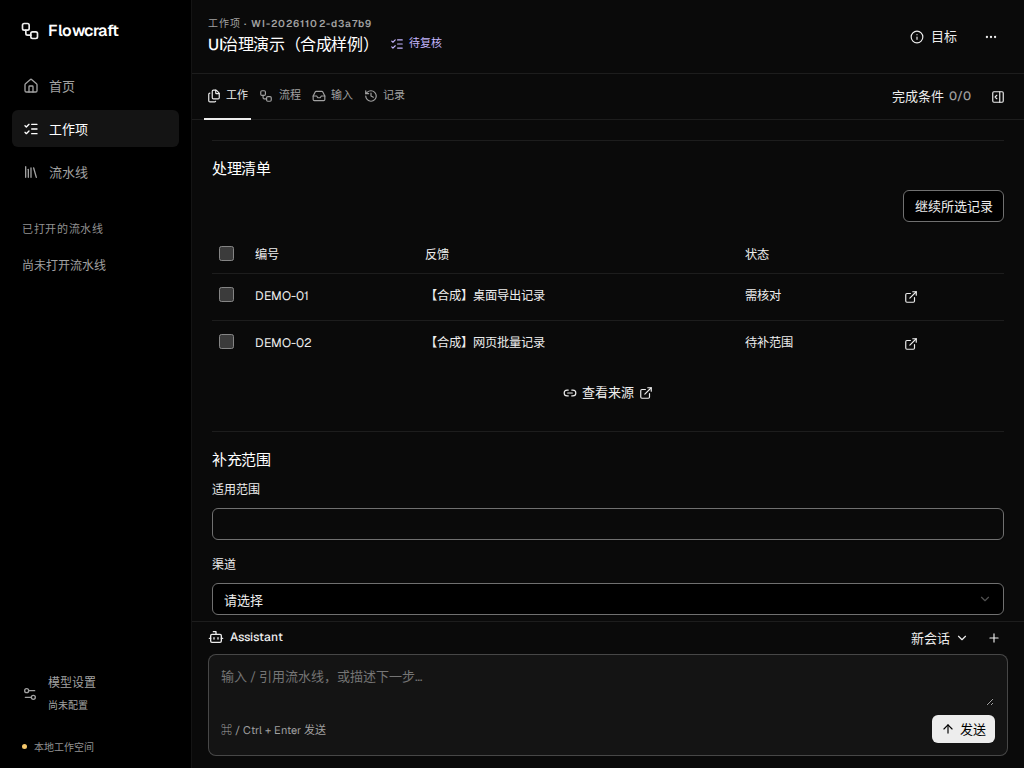 Flowcraft
首页
工作项
流水线
已打开的流水线
尚未打开流水线
模型设置
尚未配置
本地工作空间
工作项 · WI-20261102-d3a7b9
UI治理演示（合成样例）
待复核
目标
工作
流程
输入
记录
完成条件 0/0
处理清单
继续所选记录
编号 反馈 状态
DEMO-01 【合成】桌面导出记录 需核对
DEMO-02 【合成】网页批量记录 待补范围
查看来源
补充范围
适用范围
渠道
请选择
Assistant
新会话
输入 / 引用流水线，或描述下一步…
⌘ / Ctrl + Enter 发送
发送